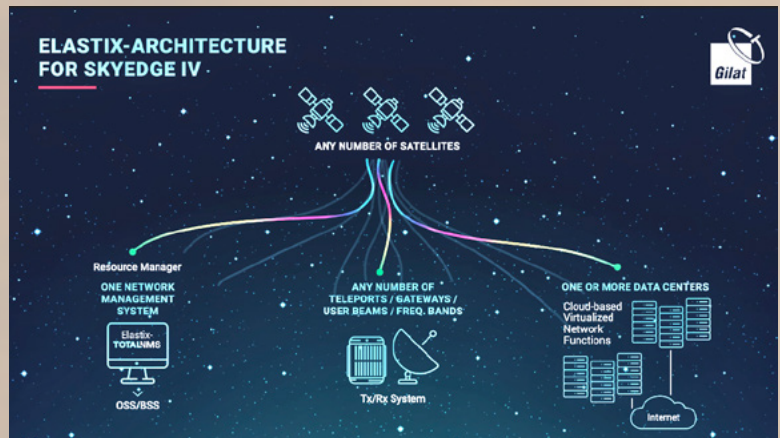 ELASTIX-ARCHITECTURE
FOR SKYEDGE IV
Gilat
ANY NUMBER OF SATELLITES
Resource Manager
ONE NETWORK
MANAGEMENT
SYSTEM
Elastix-
TOTALNMS
OSS/BSS
ANY NUMBER OF
TELEPORTS / GATEWAYS /
USER BEAMS / FREQ. BANDS
Tx/Rx System
ONE OR MORE DATA CENTERS
Cloud-based
Virtualized
Network
Functions
Internet